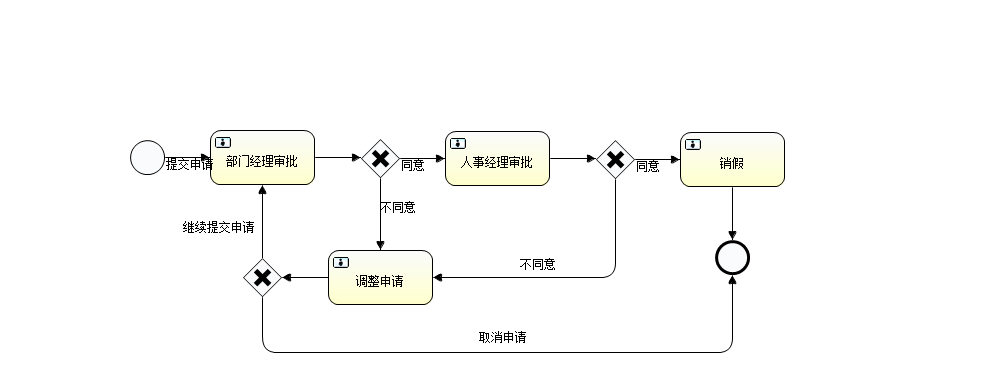 提交申请
部门经理审批
同意
人事经理审批
同意
销假
不同意
继续提交申请
不同意
调整申请
取消申请